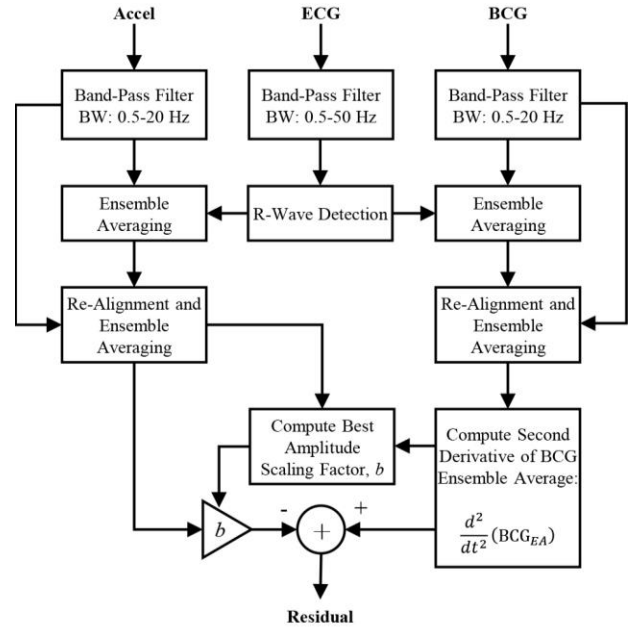 Accel
ECG
BCG
Band-Pass Filter
BW: 0.5-20 Hz
Band-Pass Filter
BW: 0.5-50 Hz
Band-Pass Filter
BW: 0.5-20 Hz
Ensemble
Averaging
R-Wave Detection
Ensemble
Averaging
Re-Alignment and
Ensemble
Averaging
Re-Alignment and
Ensemble
Averaging
Compute Best
Amplitude
Scaling Factor, b
Compute Second
Derivative of BCG
Ensemble Average:
d²/dt² (BCG_EA)
b
-
+
+
Residual